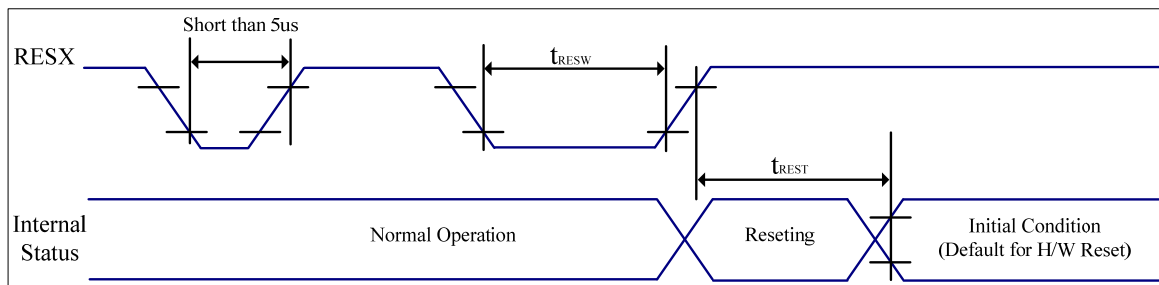 Short than 5us
RESX
tRESW
tREST
Internal
Status
Normal Operation
Reseting
Initial Condition
(Default for H/W Reset)